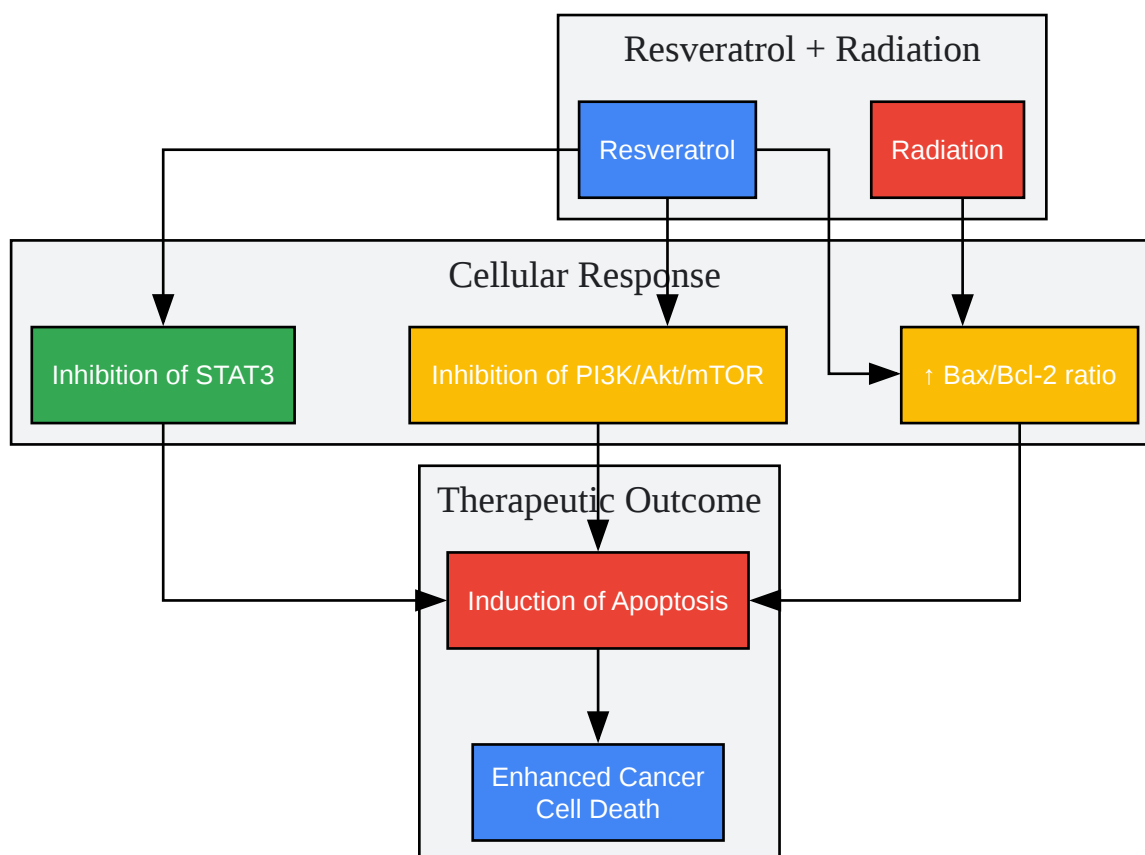 Resveratrol + Radiation
Resveratrol
Radiation
Cellular Response
Inhibition of STAT3
Inhibition of PI3K/Akt/mTOR
↑ Bax/Bcl-2 ratio
Therapeutic Outcome
Induction of Apoptosis
Enhanced Cancer
Cell Death